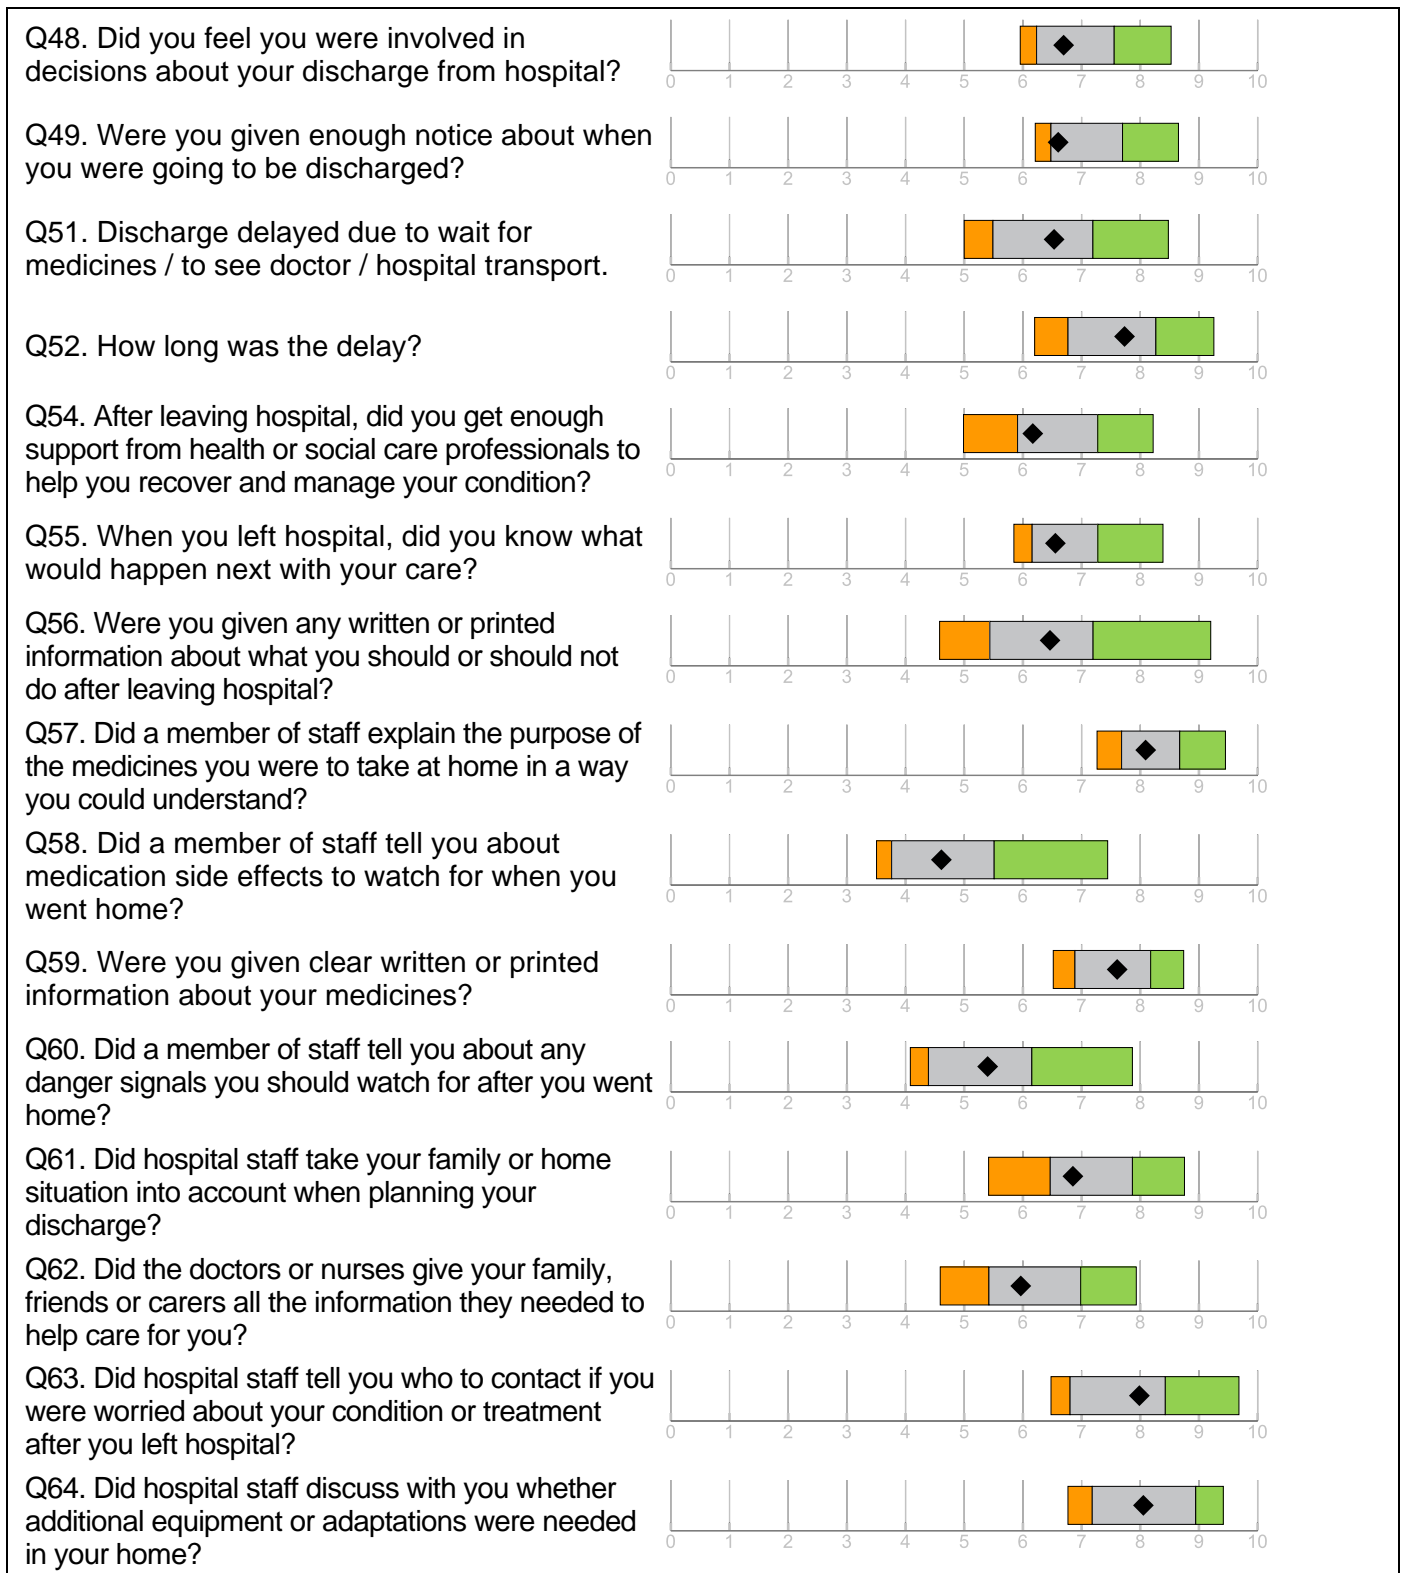 Q48. Did you feel you were involved in
decisions about your discharge from hospital?
0 1 2 3 4 5 6 7 8 9 10
Q49. Were you given enough notice about when
you were going to be discharged?
0 1 2 3 4 5 6 7 8 9 10
Q51. Discharge delayed due to wait for
medicines / to see doctor / hospital transport.
0 1 2 3 4 5 6 7 8 9 10
Q52. How long was the delay?
0 1 2 3 4 5 6 7 8 9 10
Q54. After leaving hospital, did you get enough
support from health or social care professionals to
help you recover and manage your condition?
0 1 2 3 4 5 6 7 8 9 10
Q55. When you left hospital, did you know what
would happen next with your care?
0 1 2 3 4 5 6 7 8 9 10
Q56. Were you given any written or printed
information about what you should or should not
do after leaving hospital?
0 1 2 3 4 5 6 7 8 9 10
Q57. Did a member of staff explain the purpose of
the medicines you were to take at home in a way
you could understand?
0 1 2 3 4 5 6 7 8 9 10
Q58. Did a member of staff tell you about
medication side effects to watch for when you
went home?
0 1 2 3 4 5 6 7 8 9 10
Q59. Were you given clear written or printed
information about your medicines?
0 1 2 3 4 5 6 7 8 9 10
Q60. Did a member of staff tell you about any
danger signals you should watch for after you went
home?
0 1 2 3 4 5 6 7 8 9 10
Q61. Did hospital staff take your family or home
situation into account when planning your
discharge?
0 1 2 3 4 5 6 7 8 9 10
Q62. Did the doctors or nurses give your family,
friends or carers all the information they needed to
help care for you?
0 1 2 3 4 5 6 7 8 9 10
Q63. Did hospital staff tell you who to contact if you
were worried about your condition or treatment
after you left hospital?
0 1 2 3 4 5 6 7 8 9 10
Q64. Did hospital staff discuss with you whether
additional equipment or adaptations were needed
in your home?
0 1 2 3 4 5 6 7 8 9 10